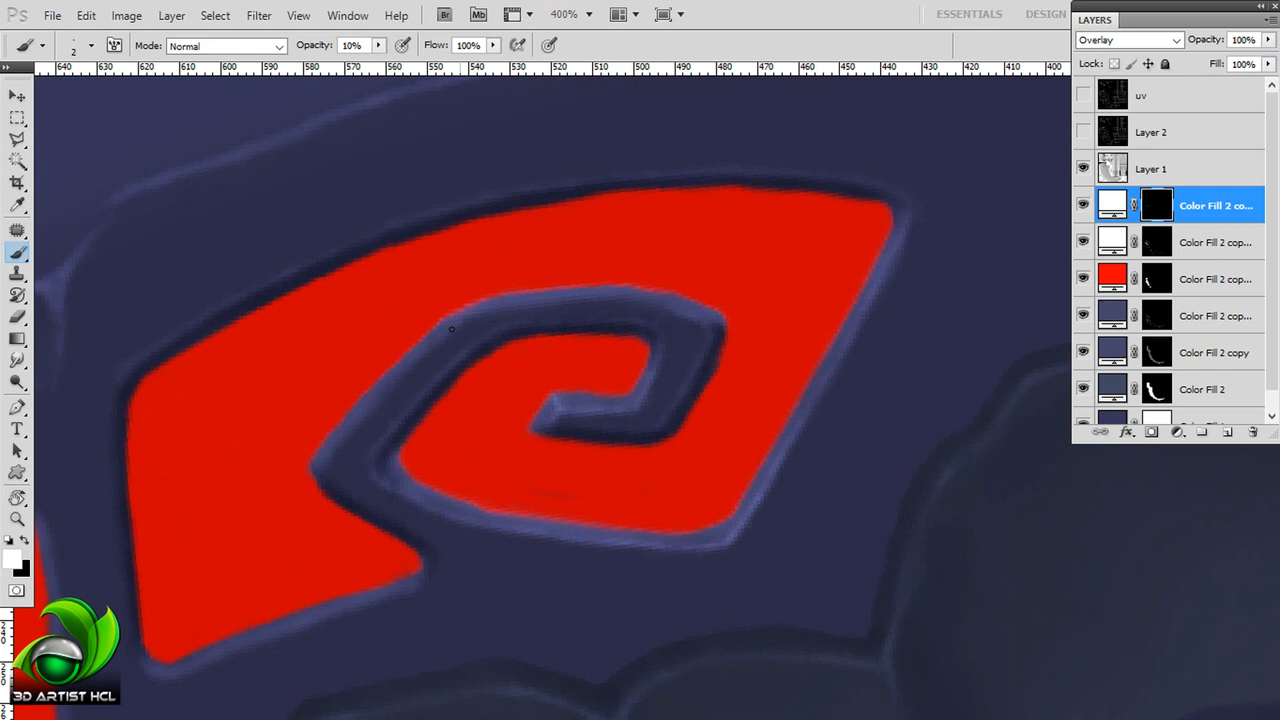 Ps File Edit Image Layer Select Filter View Window Help Br Mb 400% ESSENTIALS DESIGN
2 Mode: Normal Opacity: 10% Flow: 100%
640 630 620 610 600 590 580 570 560 550 540 530 520 510 500 490 480 470 460 450 440 430 420 410 400
LAYERS
Overlay Opacity: 100%
Lock: Fill: 100%
uv
Layer 2
Layer 1
Color Fill 2 co...
Color Fill 2 cop...
Color Fill 2 cop...
Color Fill 2 cop...
Color Fill 2 copy
Color Fill 2
T
fx
3D ARTIST HCL